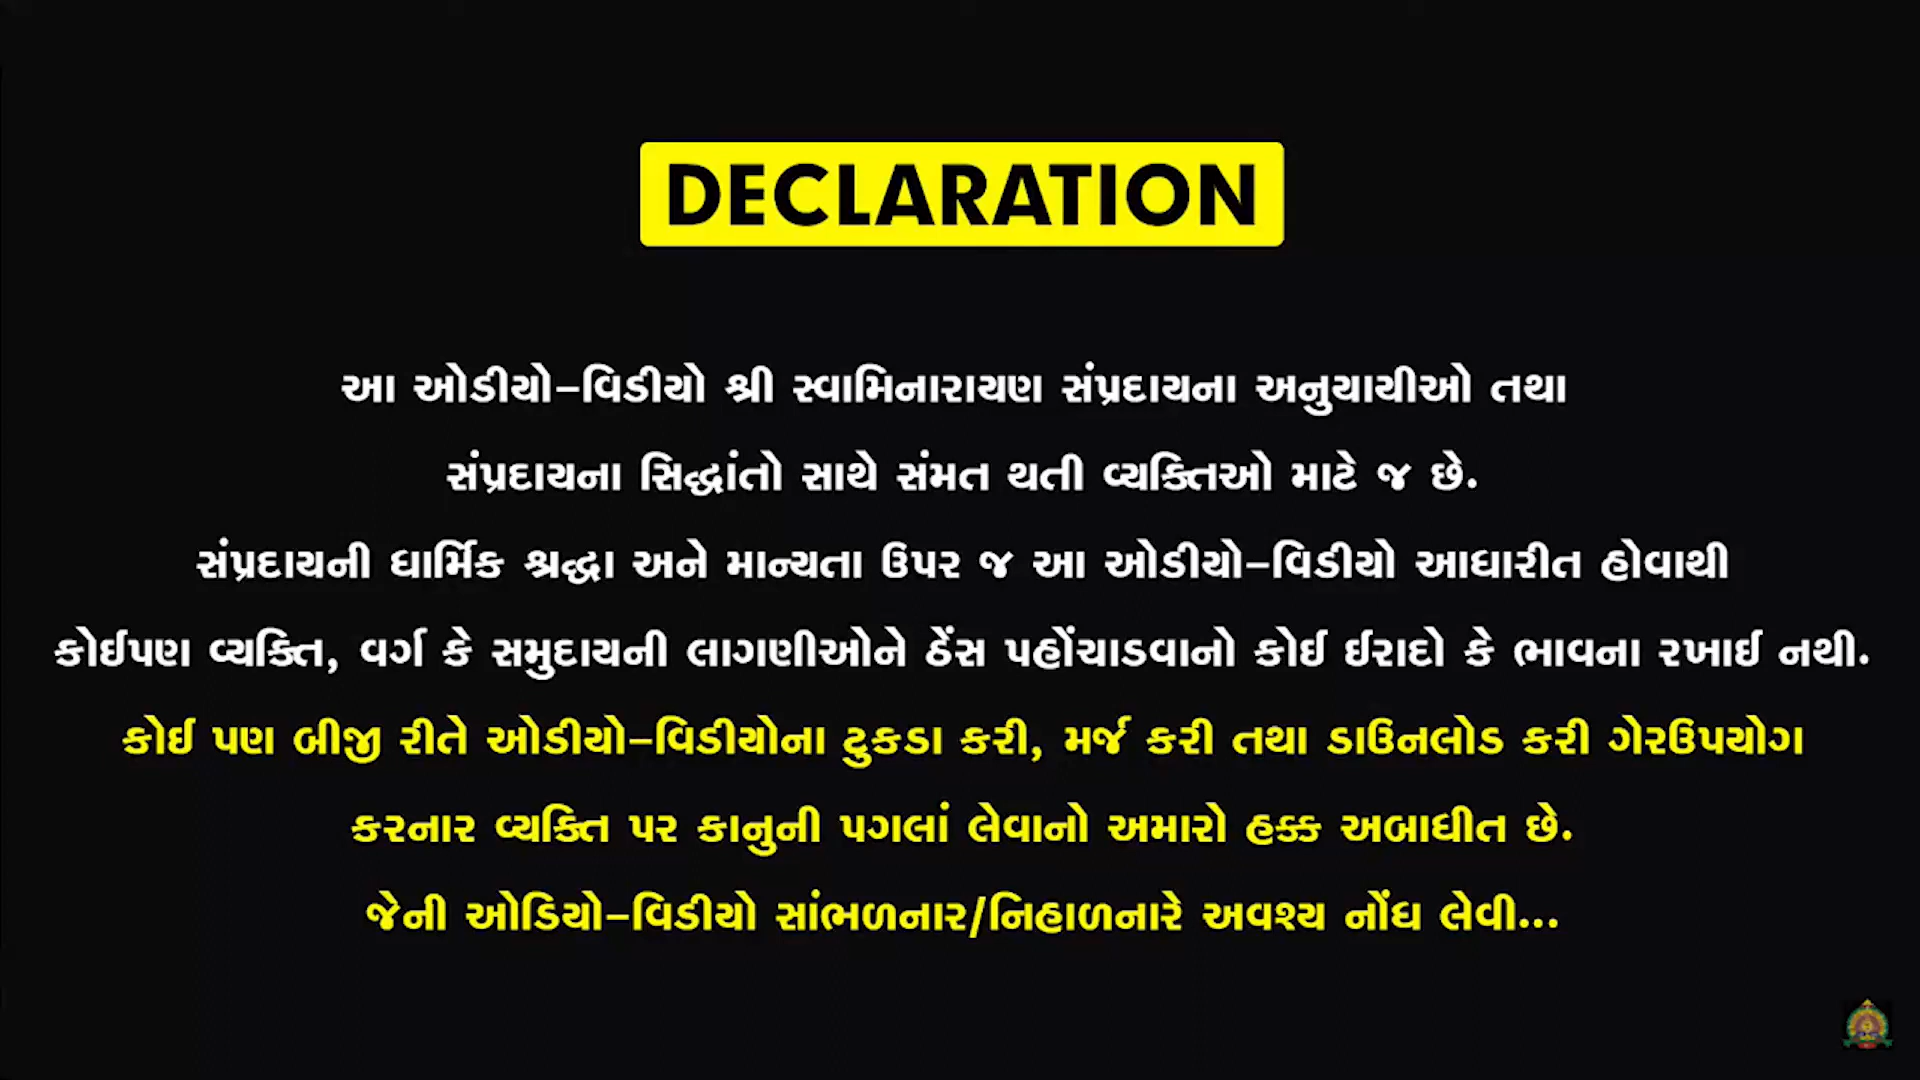 DECLARATION
આ ઓડીયો-વિડીયો શ્રી સ્વામિનારાયણ સંપ્રદાયના અનુયાયીઓ તથા
સંપ્રદાયના સિદ્ધાંતો સાથે સંમત થતી વ્યક્તિઓ માટે જ છે.
સંપ્રદાયની ધાર્મિક શ્રદ્ધા અને માન્યતા ઉપર જ આ ઓડીયો-વિડીયો આધારીત હોવાથી
કોઈપણ વ્યક્તિ, વર્ગ કે સમુદાયની લાગણીઓને ઠેંસ પહોંચાડવાનો કોઈ ઈરાદો કે ભાવના રખાઈ નથી.
કોઈ પણ બીજી રીતે ઓડીયો-વિડીયોના ટુકડા કરી, મર્જ કરી તથા ડાઉનલોડ કરી ગેરઉપયોગ
કરનાર વ્યક્તિ પર કાનુની પગલાં લેવાનો અમારો હક્ક અબાધીત છે.
જેની ઓડિયો-વિડીયો સાંભળનાર/નિહાળનારે અવશ્ય નોંધ લેવી...